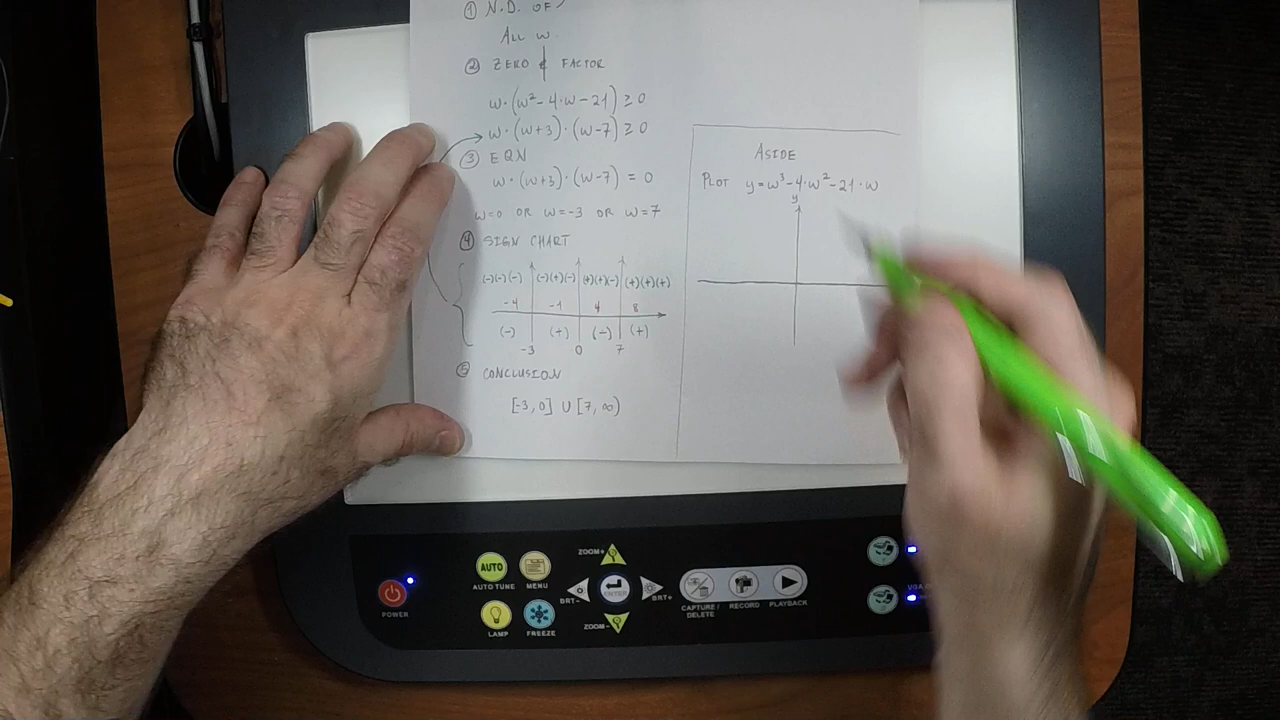 ① N.D. OF
ALL W.
② ZERO & FACTOR
w·(w²-4·w-21) ≥ 0
w·(w+3)·(w-7) ≥ 0
③ EQN
w·(w+3)·(w-7) = 0
w=0 OR w=-3 OR w=7
④ SIGN CHART
(-)(-)(-) (-)(+)(-) (+)(+)(-) (+)(+)(+)
-4 -1 4 8
(-) (+) (-) (+)
-3 0 7
⑤ CONCLUSION
[-3,0] ∪ [7,∞)
ASIDE
PLOT y=w³-4·w²-21·w
y
POWER
AUTO
AUTO TUNE
MENU
LAMP
FREEZE
ZOOM+
BRT-
ENTER
BRT+
ZOOM-
CAPTURE / DELETE
RECORD
PLAYBACK